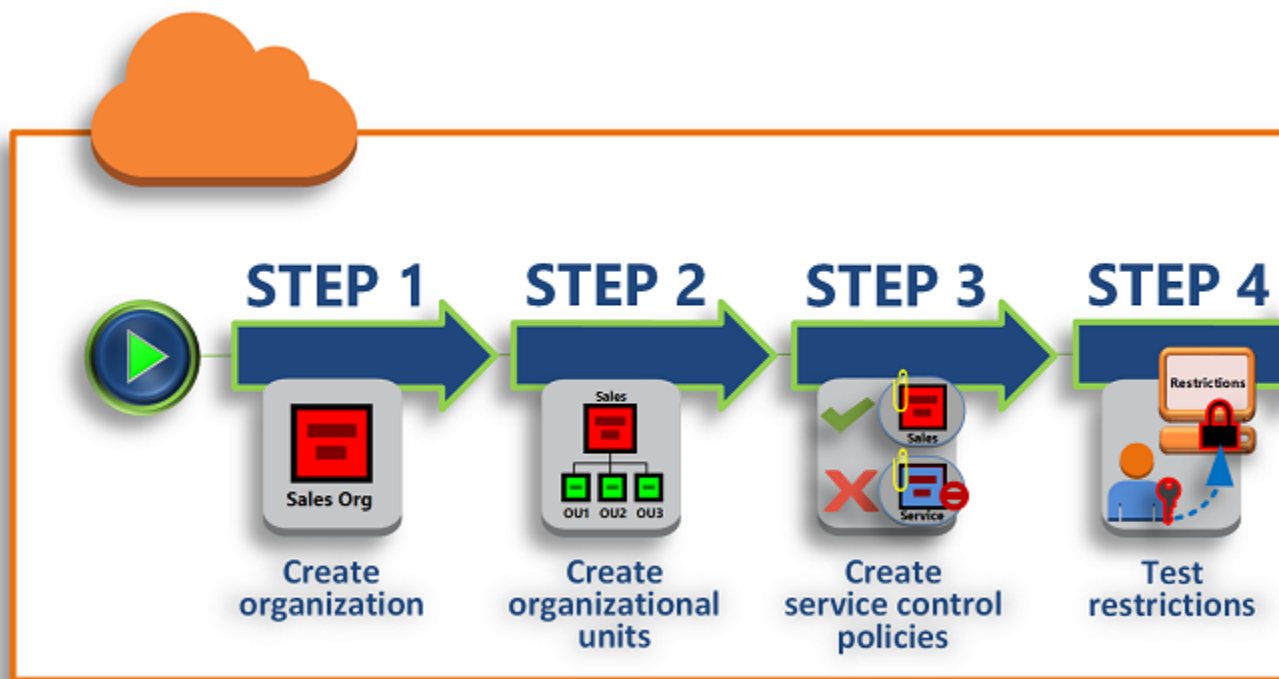 STEP 1
STEP 2
STEP 3
STEP 4
Sales Org
Sales
OU1 OU2 OU3
Sales
Service
Restrictions
Create
organization
Create
organizational
units
Create
service control
policies
Test
restrictions